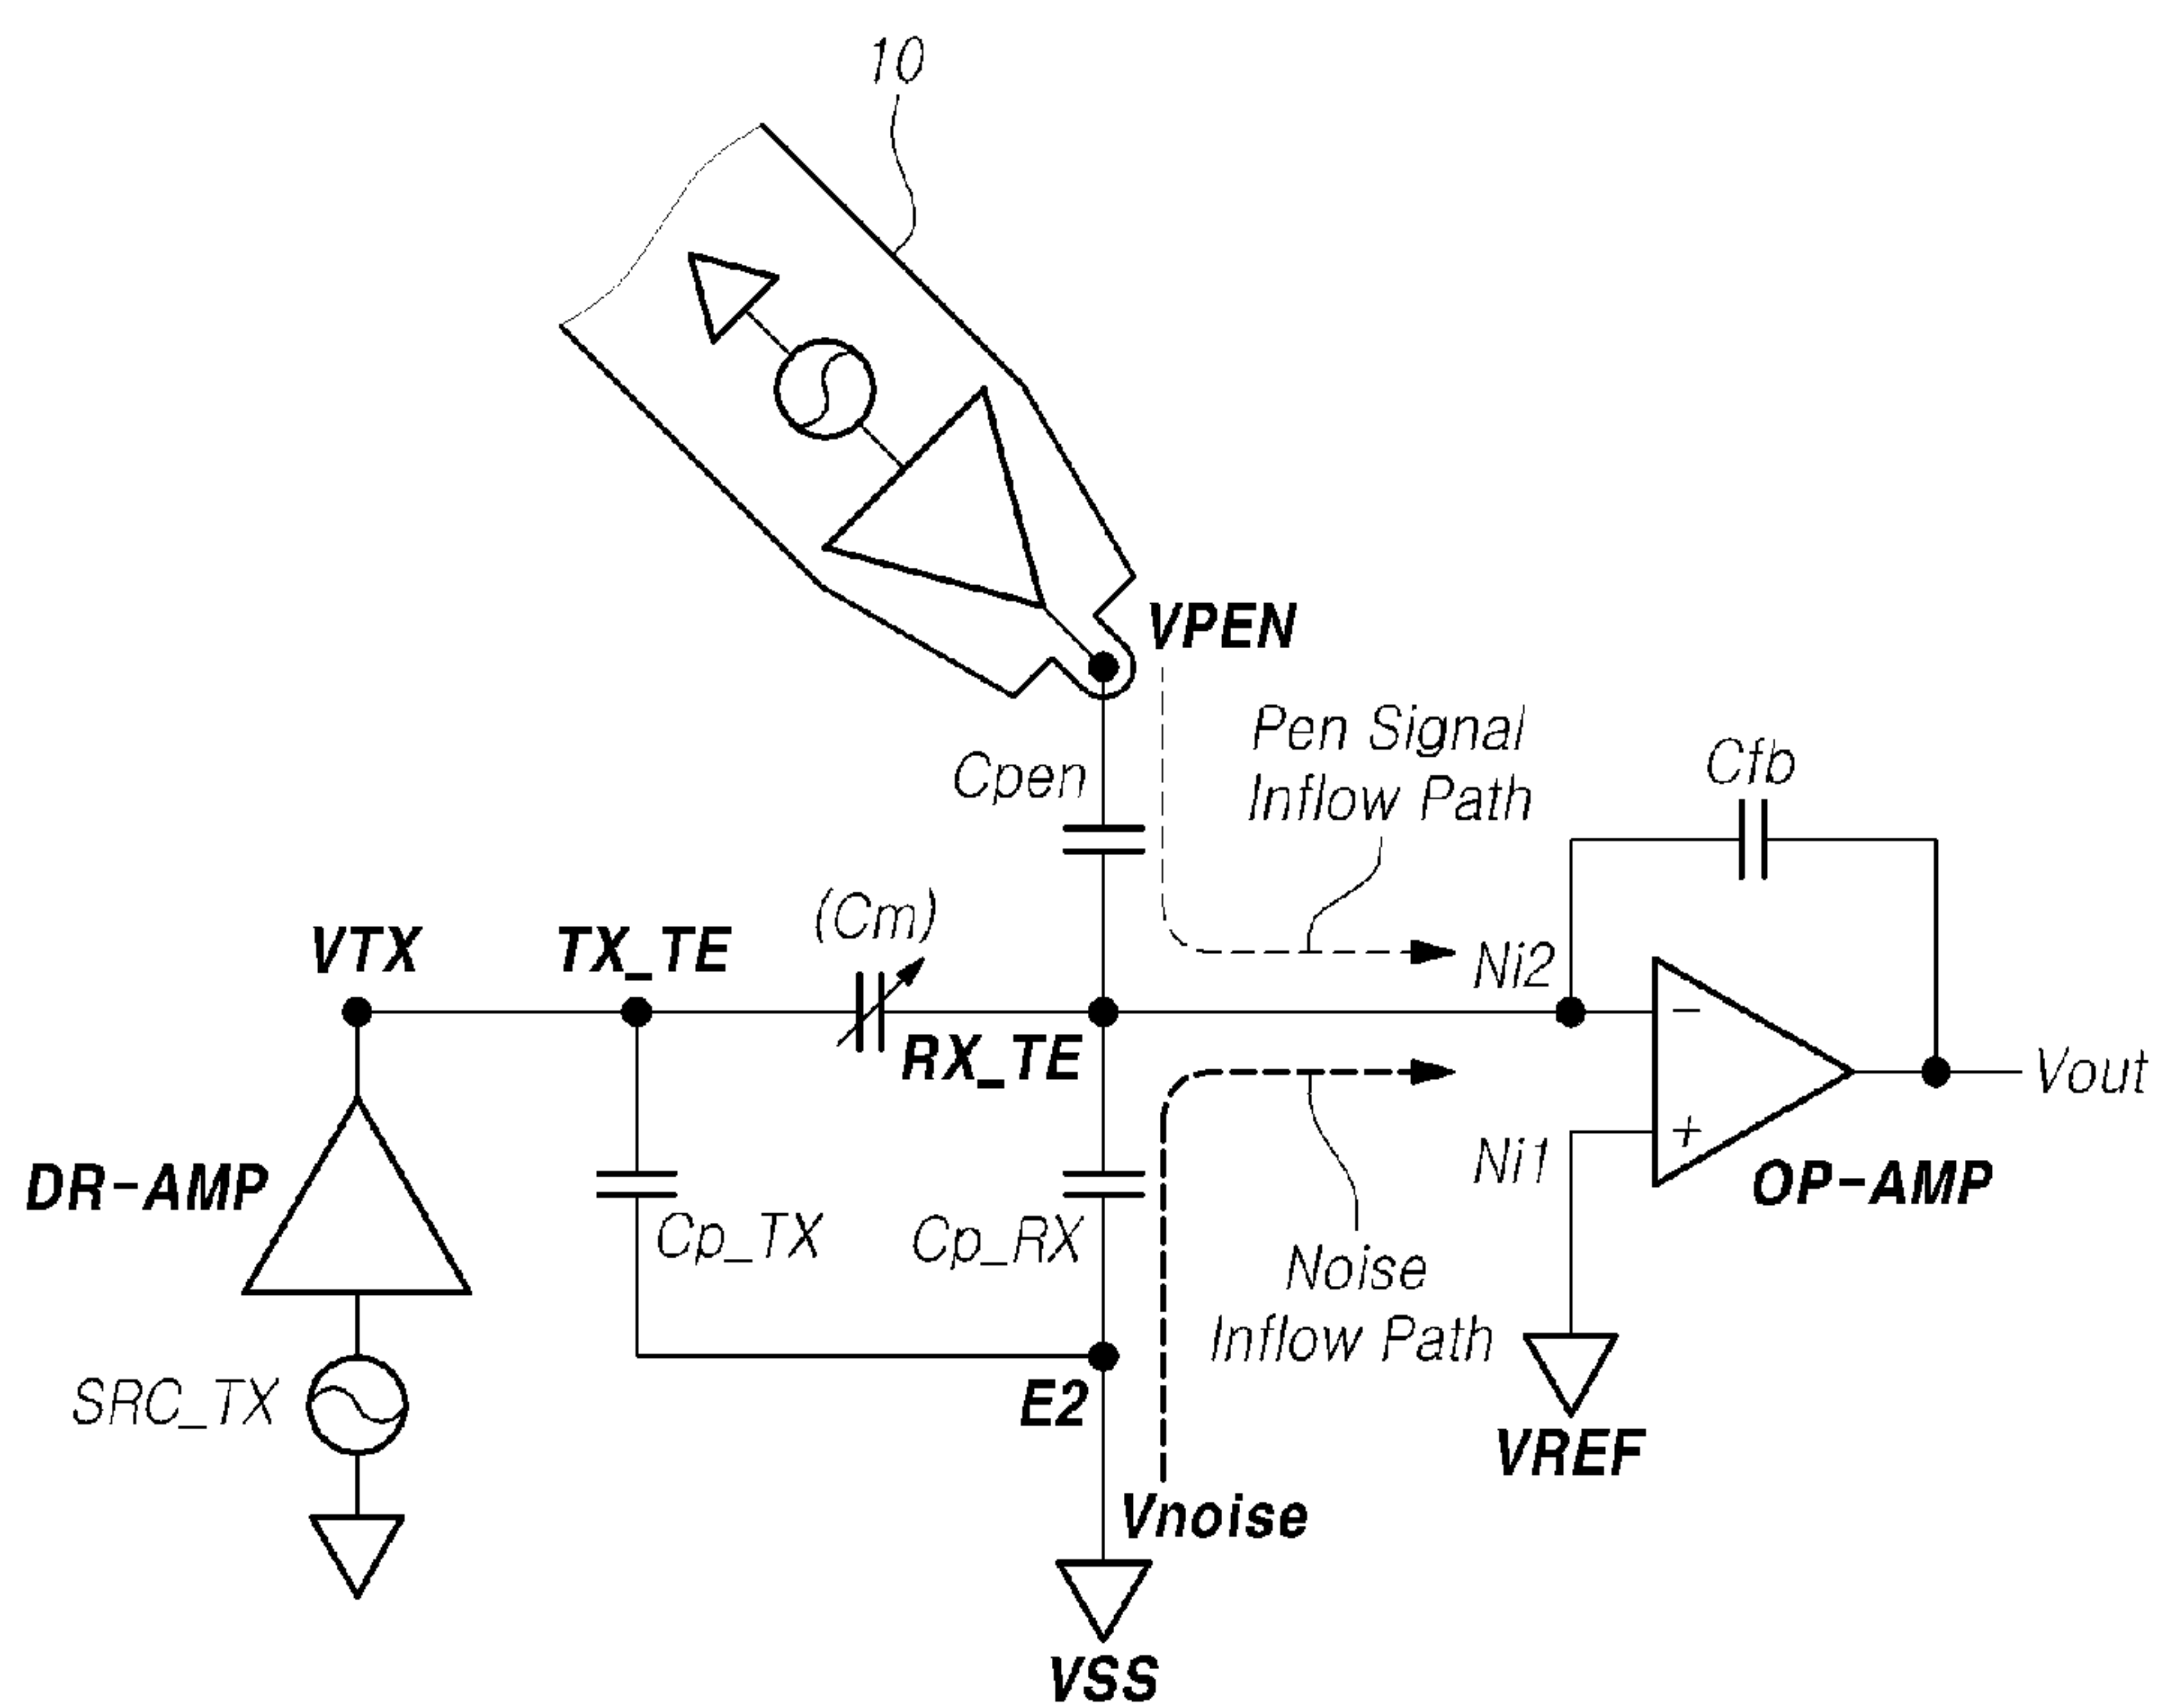 10
VPEN
Pen Signal
Inflow Path
Cpen
Cfb
(Cm)
VTX
TX_TE
Ni2
−
RX_TE
Vout
DR-AMP
Ni1
+
OP-AMP
Cp_TX
Cp_RX
Noise
Inflow Path
SRC_TX
E2
VREF
Vnoise
VSS